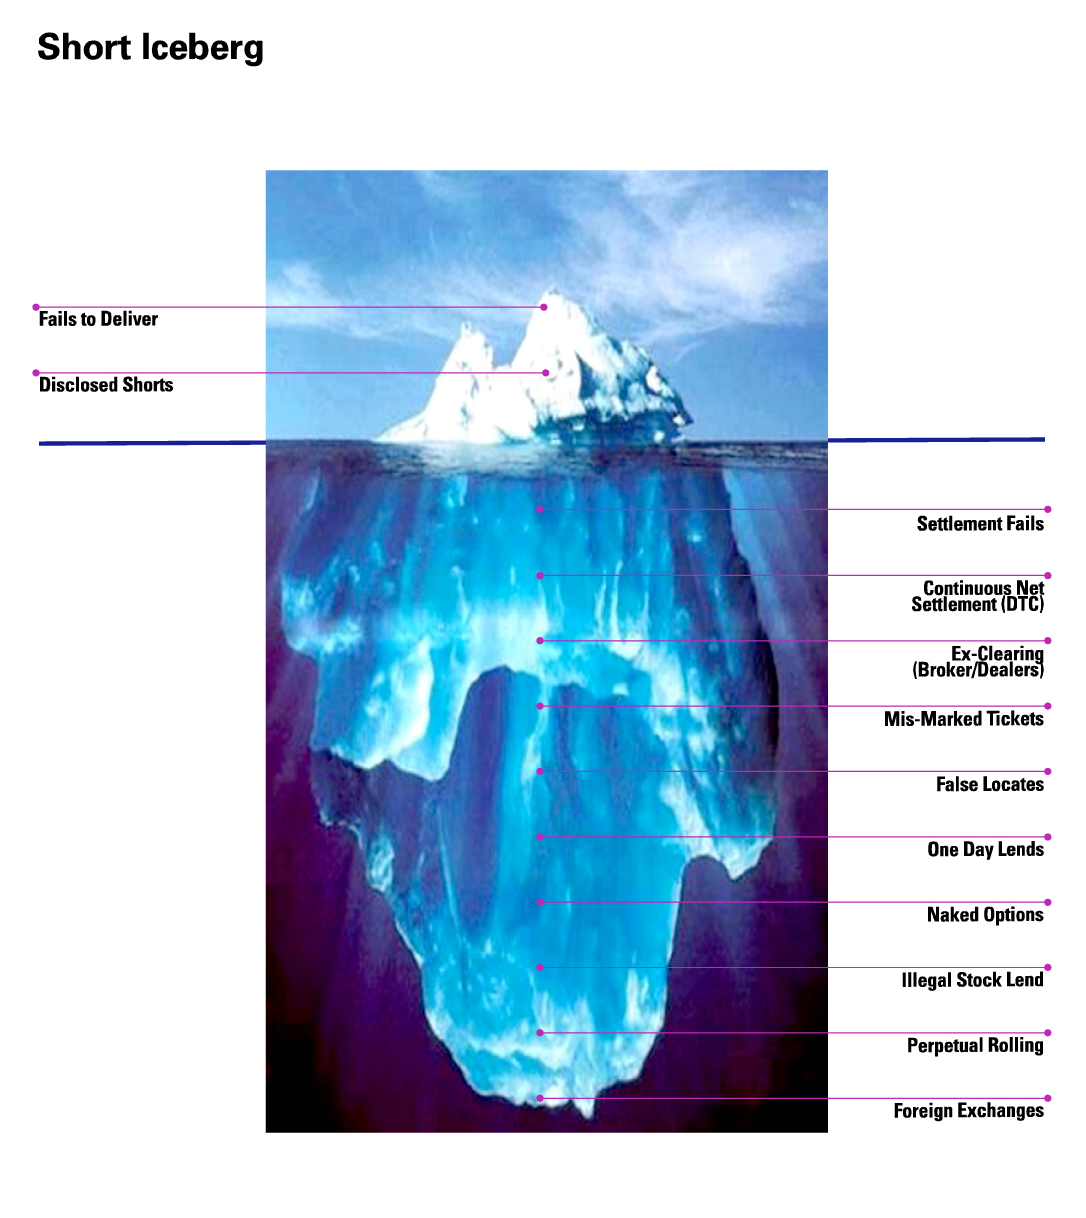 Short Iceberg
Fails to Deliver
Disclosed Shorts
Settlement Fails
Continuous Net
Settlement (DTC)
Ex-Clearing
(Broker/Dealers)
Mis-Marked Tickets
False Locates
One Day Lends
Naked Options
Illegal Stock Lend
Perpetual Rolling
Foreign Exchanges